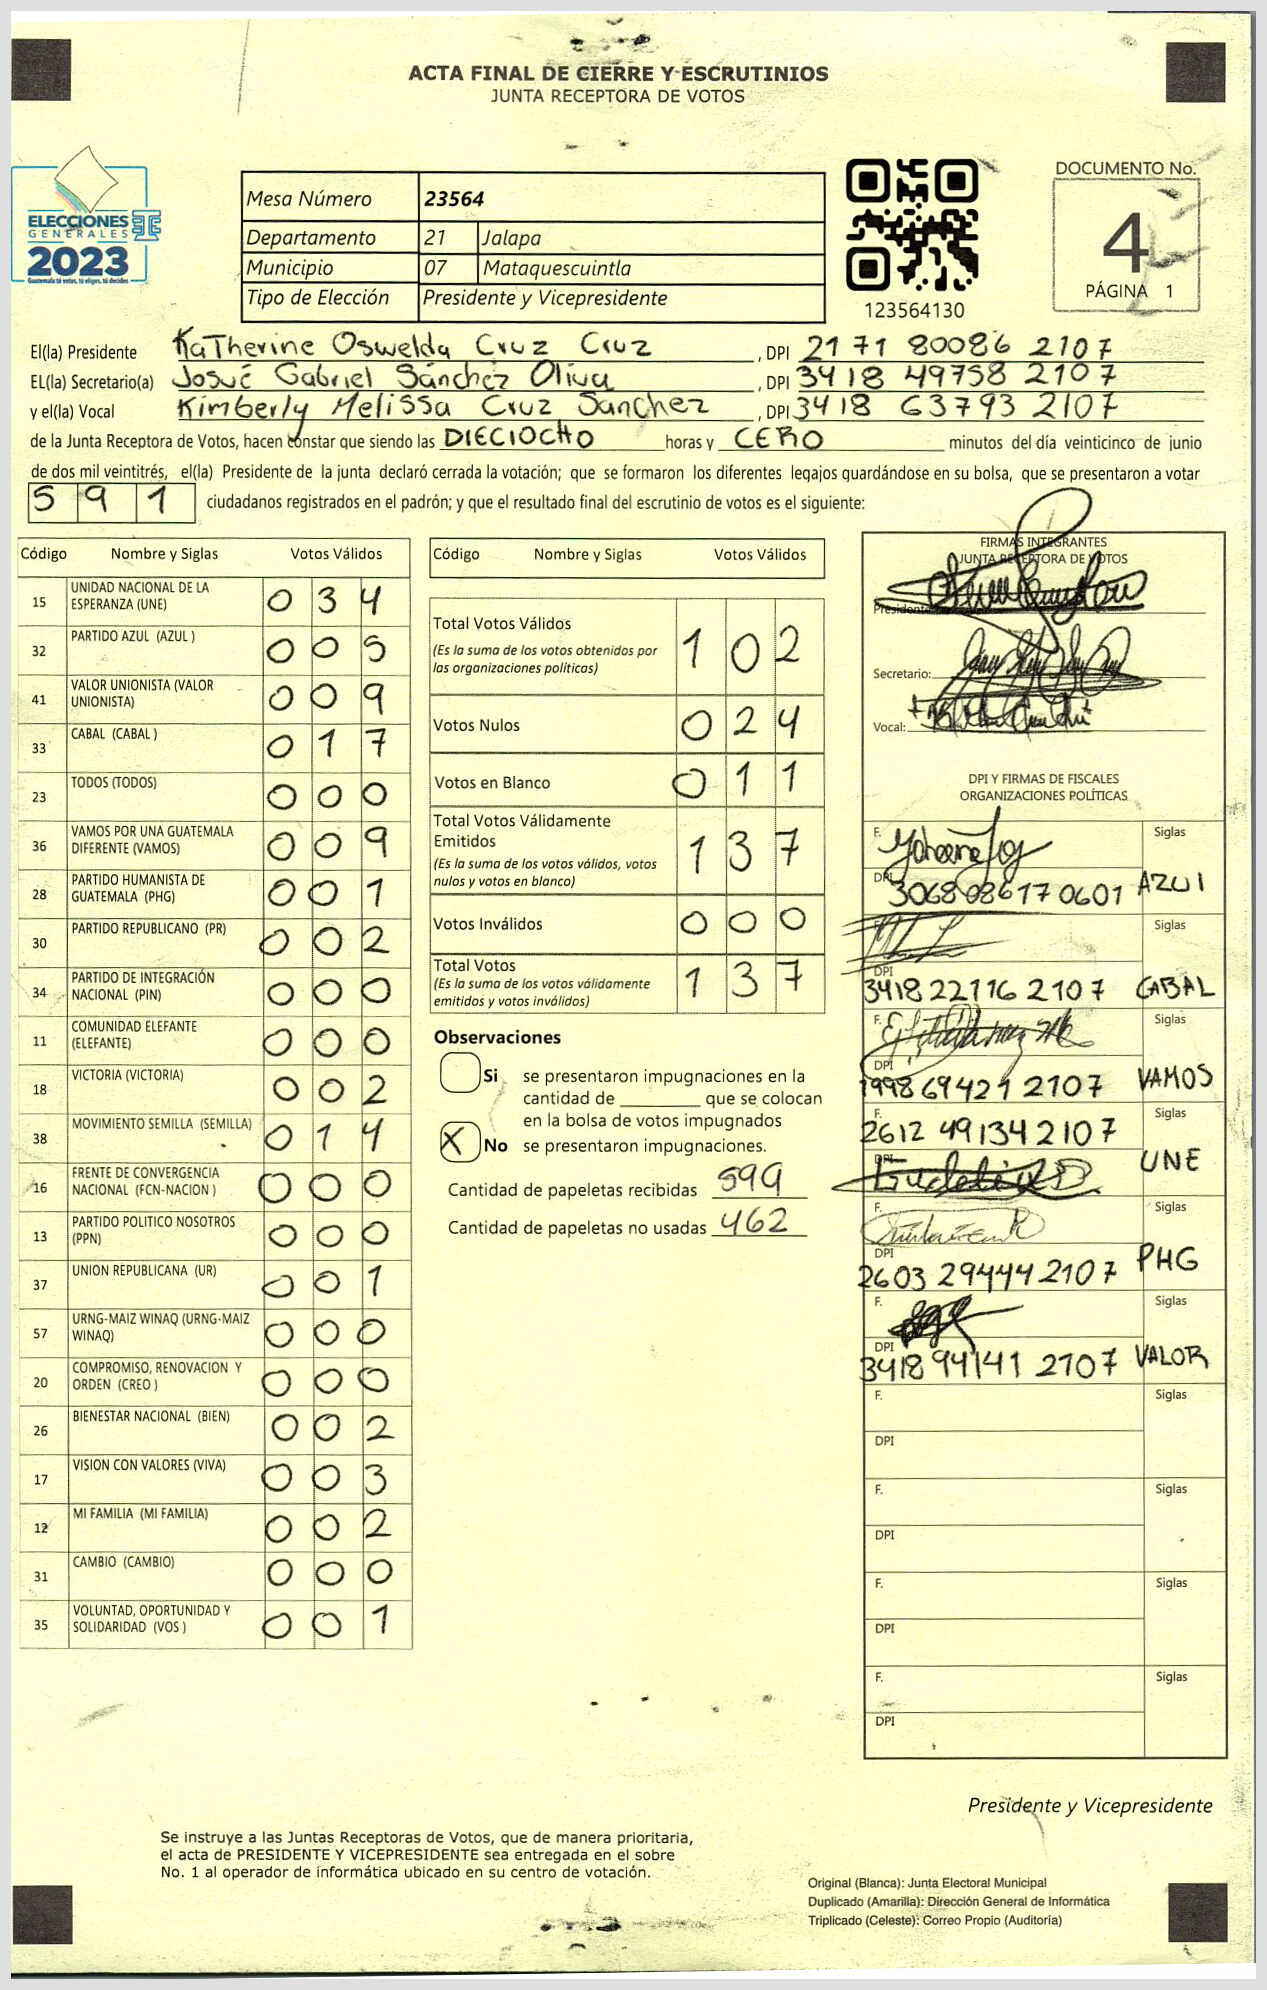 ACTA FINAL DE CIERRE Y ESCRUTINIOS
JUNTA RECEPTORA DE VOTOS
ELECCIONES
GENERALES
2023
Guatemala tú votas, tú eliges, tú decides
Mesa Número 23564
Departamento 21 Jalapa
Municipio 07 Mataquescuintla
Tipo de Elección Presidente y Vicepresidente
123564130
DOCUMENTO No.
4
PÁGINA 1
El(la) Presidente Katherine Oswelda Cruz Cruz , DPI 2171 80086 2107
EL(la) Secretario(a) Josué Gabriel Sánchez Oliva , DPI 3418 49758 2107
y el(la) Vocal Kimberly Melissa Cruz Sanchez , DPI 3418 63793 2107
de la Junta Receptora de Votos, hacen constar que siendo las DIECIOCHO horas y CERO minutos del día veinticinco de junio
de dos mil veintitrés, el(la) Presidente de la junta declaró cerrada la votación; que se formaron los diferentes legajos guardándose en su bolsa, que se presentaron a votar
591 ciudadanos registrados en el padrón; y que el resultado final del escrutinio de votos es el siguiente:
Código Nombre y Siglas Votos Válidos
15 UNIDAD NACIONAL DE LA ESPERANZA (UNE) 0 3 4
32 PARTIDO AZUL (AZUL ) 0 0 5
41 VALOR UNIONISTA (VALOR UNIONISTA) 0 0 9
33 CABAL (CABAL ) 0 1 7
23 TODOS (TODOS) 0 0 0
36 VAMOS POR UNA GUATEMALA DIFERENTE (VAMOS) 0 0 9
28 PARTIDO HUMANISTA DE GUATEMALA (PHG) 0 0 1
30 PARTIDO REPUBLICANO (PR) 0 0 2
34 PARTIDO DE INTEGRACIÓN NACIONAL (PIN) 0 0 0
11 COMUNIDAD ELEFANTE (ELEFANTE) 0 0 0
18 VICTORIA (VICTORIA) 0 0 2
38 MOVIMIENTO SEMILLA (SEMILLA) 0 1 4
16 FRENTE DE CONVERGENCIA NACIONAL (FCN-NACION ) 0 0 0
13 PARTIDO POLITICO NOSOTROS (PPN) 0 0 0
37 UNION REPUBLICANA (UR) 0 0 1
57 URNG-MAIZ WINAQ (URNG-MAIZ WINAQ) 0 0 0
20 COMPROMISO, RENOVACION Y ORDEN (CREO ) 0 0 0
26 BIENESTAR NACIONAL (BIEN) 0 0 2
17 VISION CON VALORES (VIVA) 0 0 3
12 MI FAMILIA (MI FAMILIA) 0 0 2
31 CAMBIO (CAMBIO) 0 0 0
35 VOLUNTAD, OPORTUNIDAD Y SOLIDARIDAD (VOS ) 0 0 1
Código Nombre y Siglas Votos Válidos
Total Votos Válidos 1 0 2
(Es la suma de los votos obtenidos por
las organizaciones políticas)
Votos Nulos 0 2 4
Votos en Blanco 0 1 1
Total Votos Válidamente
Emitidos 1 3 7
(Es la suma de los votos válidos, votos
nulos y votos en blanco)
Votos Inválidos 0 0 0
Total Votos 1 3 7
(Es la suma de los votos válidamente
emitidos y votos inválidos)
Observaciones
Si se presentaron impugnaciones en la
cantidad de ________ que se colocan
en la bolsa de votos impugnados
X No se presentaron impugnaciones.
Cantidad de papeletas recibidas 599
Cantidad de papeletas no usadas 462
FIRMAS INTEGRANTES
JUNTA RECEPTORA DE VOTOS
Presidente:
Secretario:
Vocal:
DPI Y FIRMAS DE FISCALES
ORGANIZACIONES POLÍTICAS
F. Siglas
DPI 3068 08617 0601 AZUL
F. Siglas
DPI 3418 22116 2107 CABAL
F. Siglas
DPI 1998 69421 2107 VAMOS
F. 2612 49134 2107 Siglas
DPI UNE
F. Siglas
DPI 2603 29444 2107 PHG
F. Siglas
DPI 3418 94141 2107 VALOR
F. Siglas
DPI
F. Siglas
DPI
F. Siglas
DPI
F. Siglas
DPI
Presidente y Vicepresidente
Se instruye a las Juntas Receptoras de Votos, que de manera prioritaria,
el acta de PRESIDENTE Y VICEPRESIDENTE sea entregada en el sobre
No. 1 al operador de informática ubicado en su centro de votación.
Original (Blanca): Junta Electoral Municipal
Duplicado (Amarilla): Dirección General de Informática
Triplicado (Celeste): Correo Propio (Auditoría)